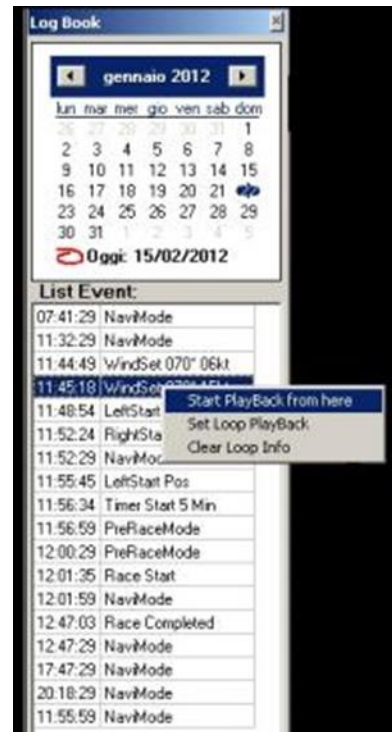 Log Book
gennaio 2012
lun mar mer gio ven sab dom
26 27 28 29 30 31 1
2 3 4 5 6 7 8
9 10 11 12 13 14 15
16 17 18 19 20 21
23 24 25 26 27 28 29
30 31 1 2 3 4 5
Oggi: 15/02/2012
List Event:
07:41:29 NaviMode
11:32:29 NaviMode
11:44:49 WindSet 070° 06kt
11:45:18 WindSet
Start PlayBack from here
11:48:54 LeftStart
Set Loop PlayBack
11:52:24 RightSta
Clear Loop Info
11:52:29 NaviMod
11:55:45 LeftStart Pos
11:56:34 Timer Start 5 Min
11:56:59 PreRaceMode
12:00:29 PreRaceMode
12:01:35 Race Start
12:01:59 NaviMode
12:47:03 Race Completed
12:47:29 NaviMode
17:47:29 NaviMode
20:18:29 NaviMode
11:55:59 NaviMode